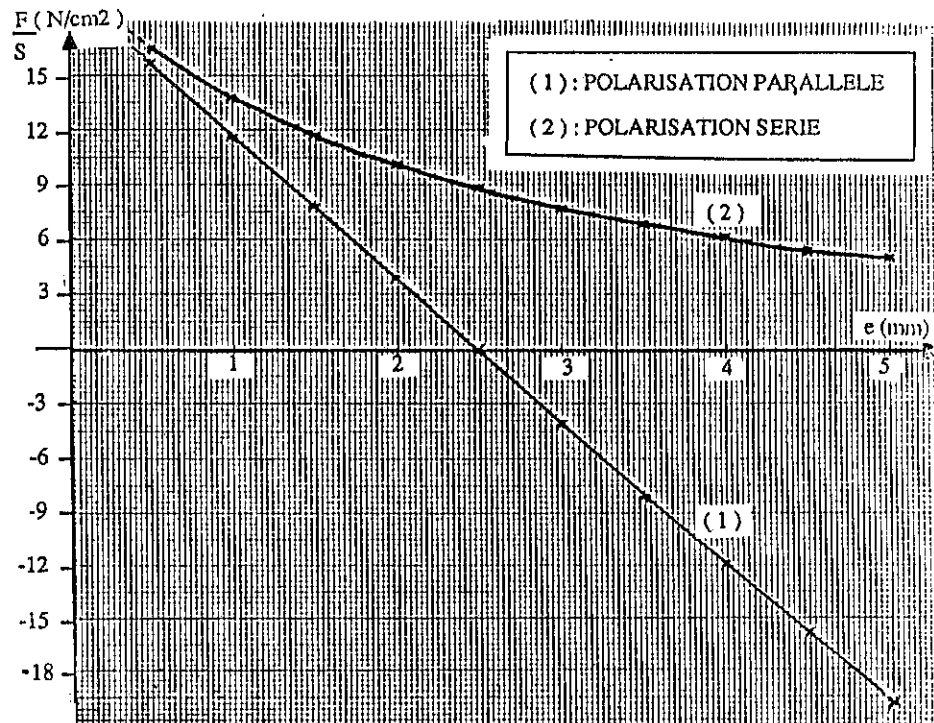 F ( N/cm2 )
S
15
12
9
6
3
-3
-6
-9
-12
-15
-18
( 1 ) : POLARISATION PARALLELE
( 2 ) : POLARISATION SERIE
( 2 )
e (mm)
1 2 3 4 5
( 1 )